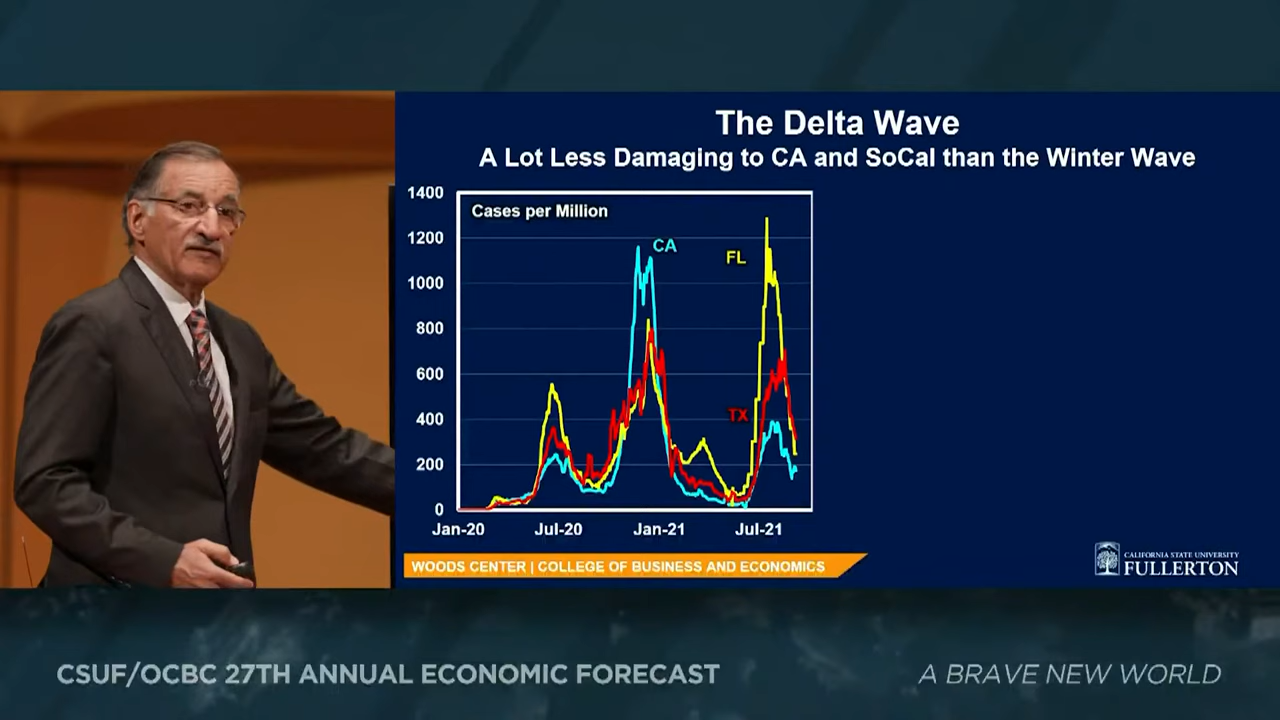 The Delta Wave
A Lot Less Damaging to CA and SoCal than the Winter Wave
1400
1200
1000
800
600
400
200
0
Cases per Million
CA
FL
TX
Jan-20 Jul-20 Jan-21 Jul-21
WOODS CENTER | COLLEGE OF BUSINESS AND ECONOMICS
CALIFORNIA STATE UNIVERSITY
FULLERTON
CSUF/OCBC 27TH ANNUAL ECONOMIC FORECAST
A BRAVE NEW WORLD